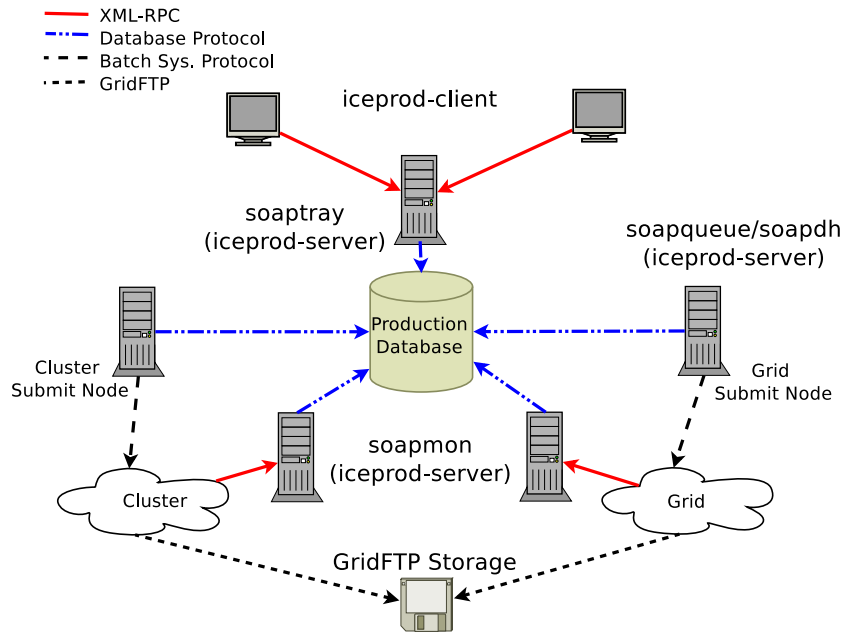 XML-RPC
Database Protocol
Batch Sys. Protocol
GridFTP
iceprod-client
soaptray
(iceprod-server)
soapqueue/soapdh
(iceprod-server)
Production
Database
Cluster
Submit Node
Grid
Submit Node
soapmon
(iceprod-server)
Cluster
Grid
GridFTP Storage